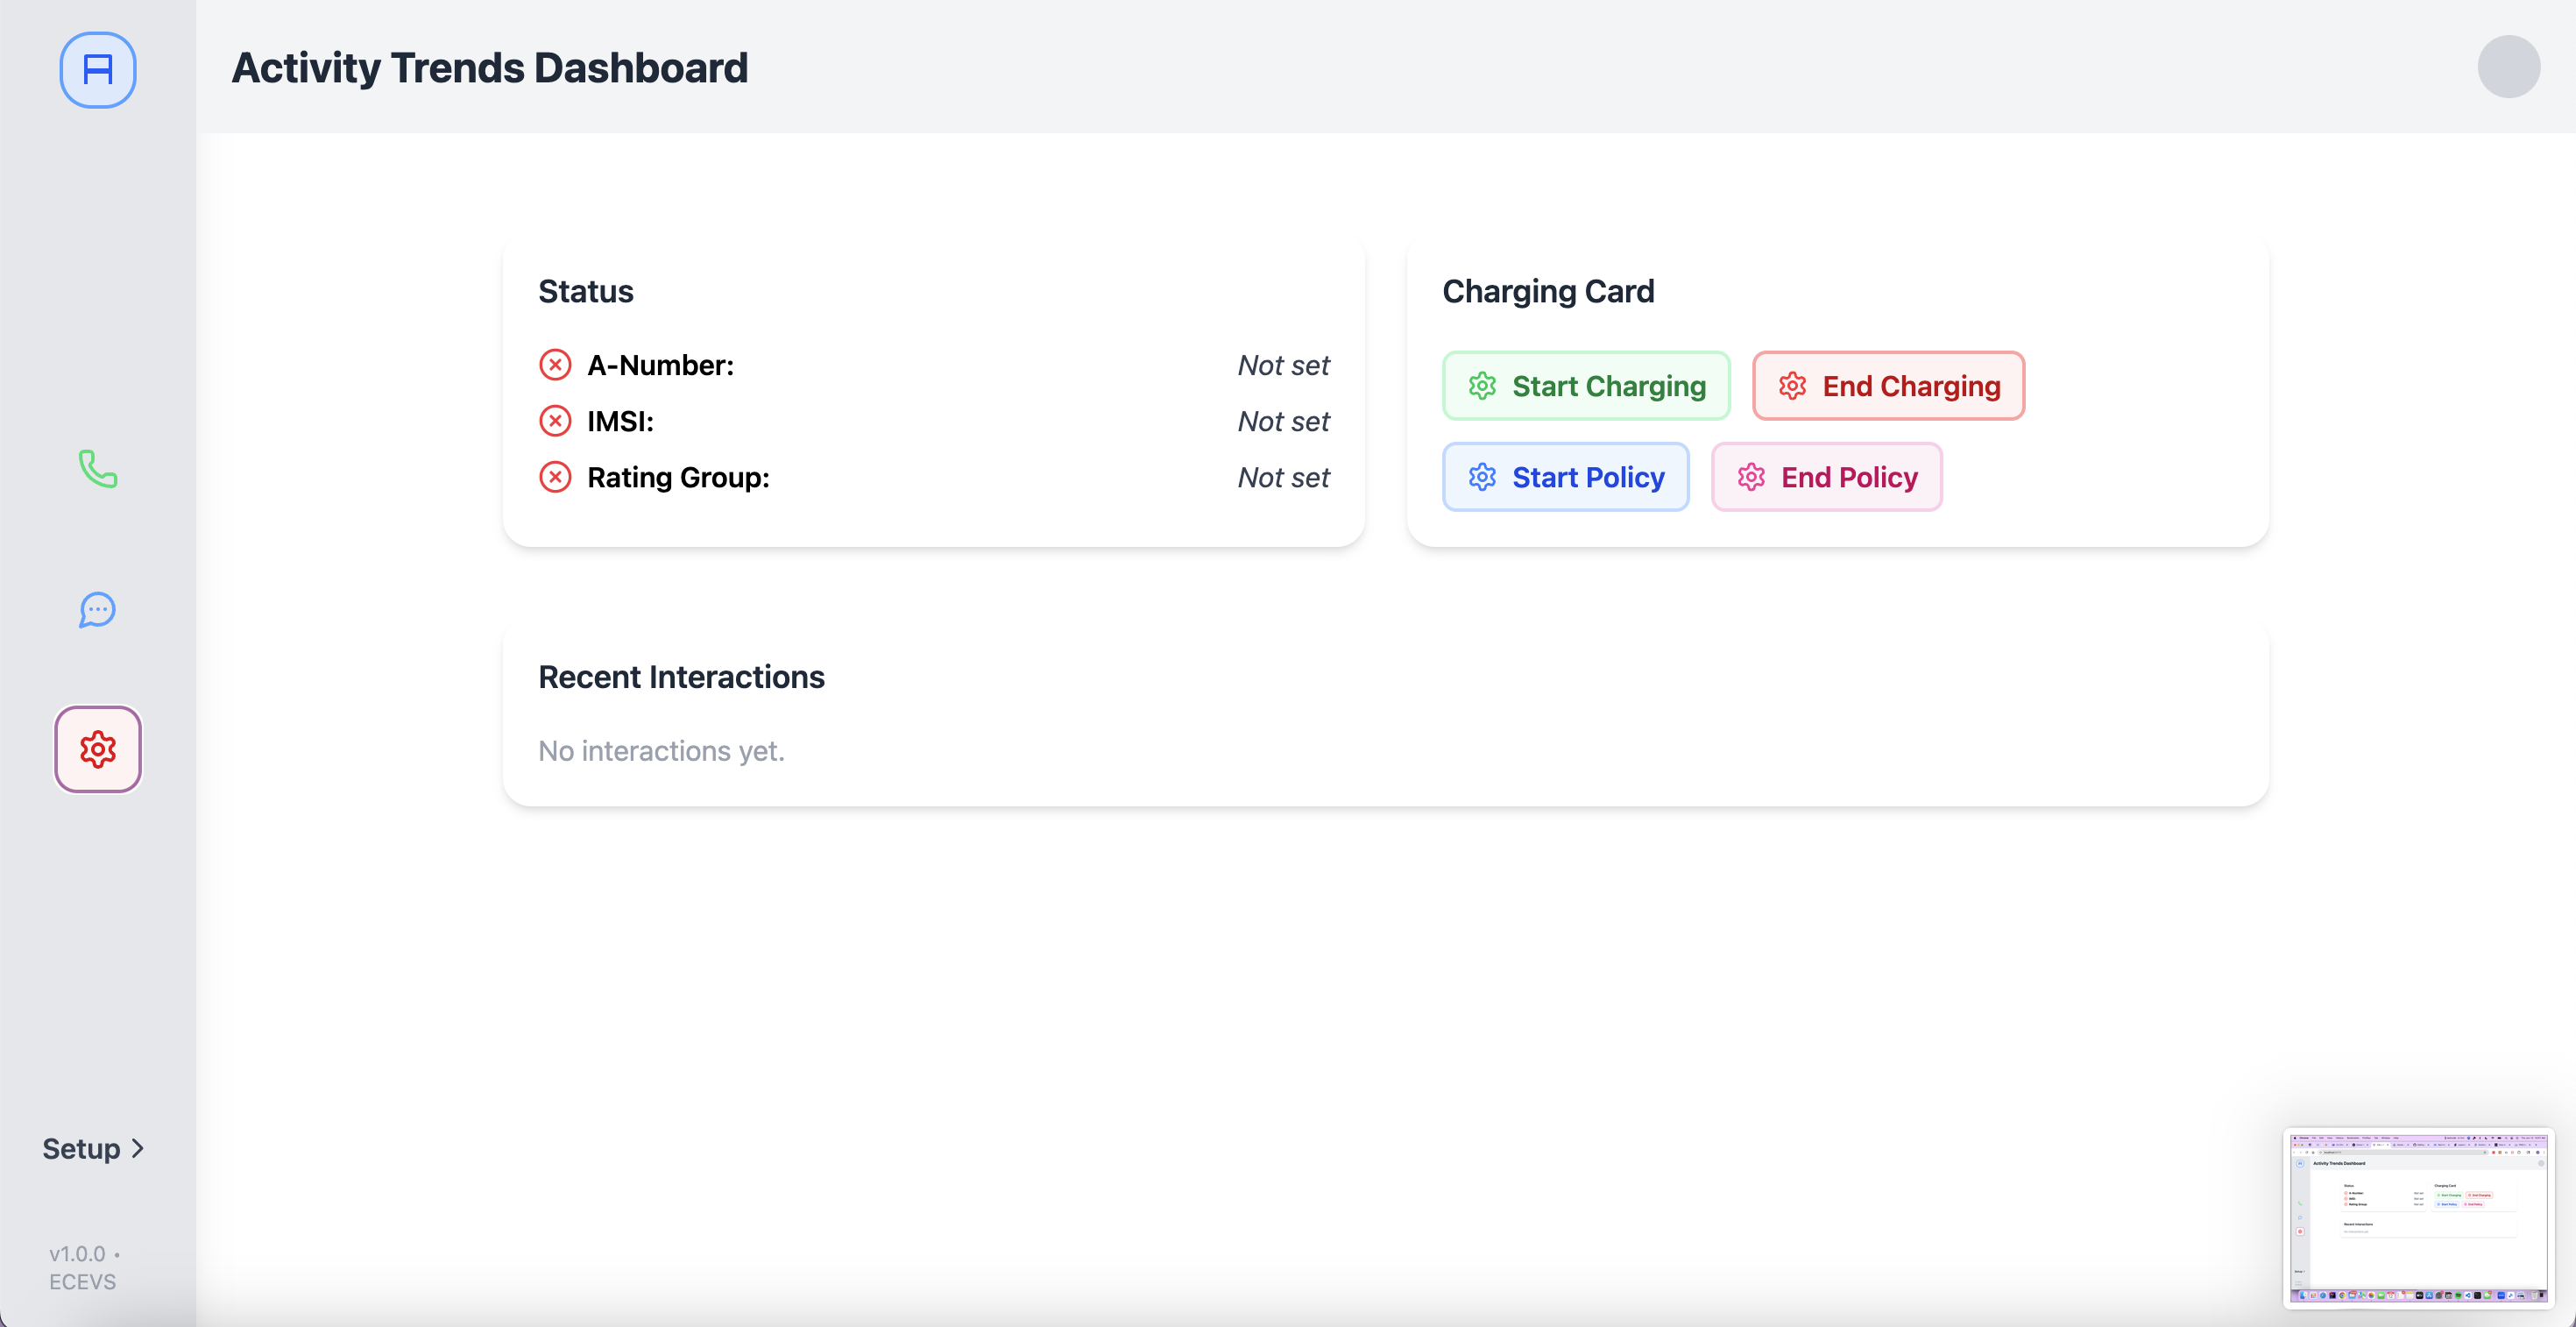 Activity Trends Dashboard
Status
A-Number: Not set
IMSI: Not set
Rating Group: Not set
Charging Card
Start Charging End Charging
Start Policy End Policy
Recent Interactions
No interactions yet.
Setup
v1.0.0 •
ECEVS